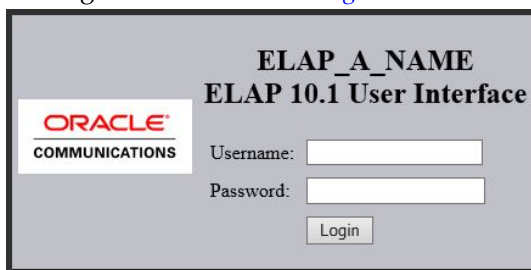 ELAP_A_NAME
ELAP 10.1 User Interface
ORACLE
COMMUNICATIONS
Username:
Password:
Login